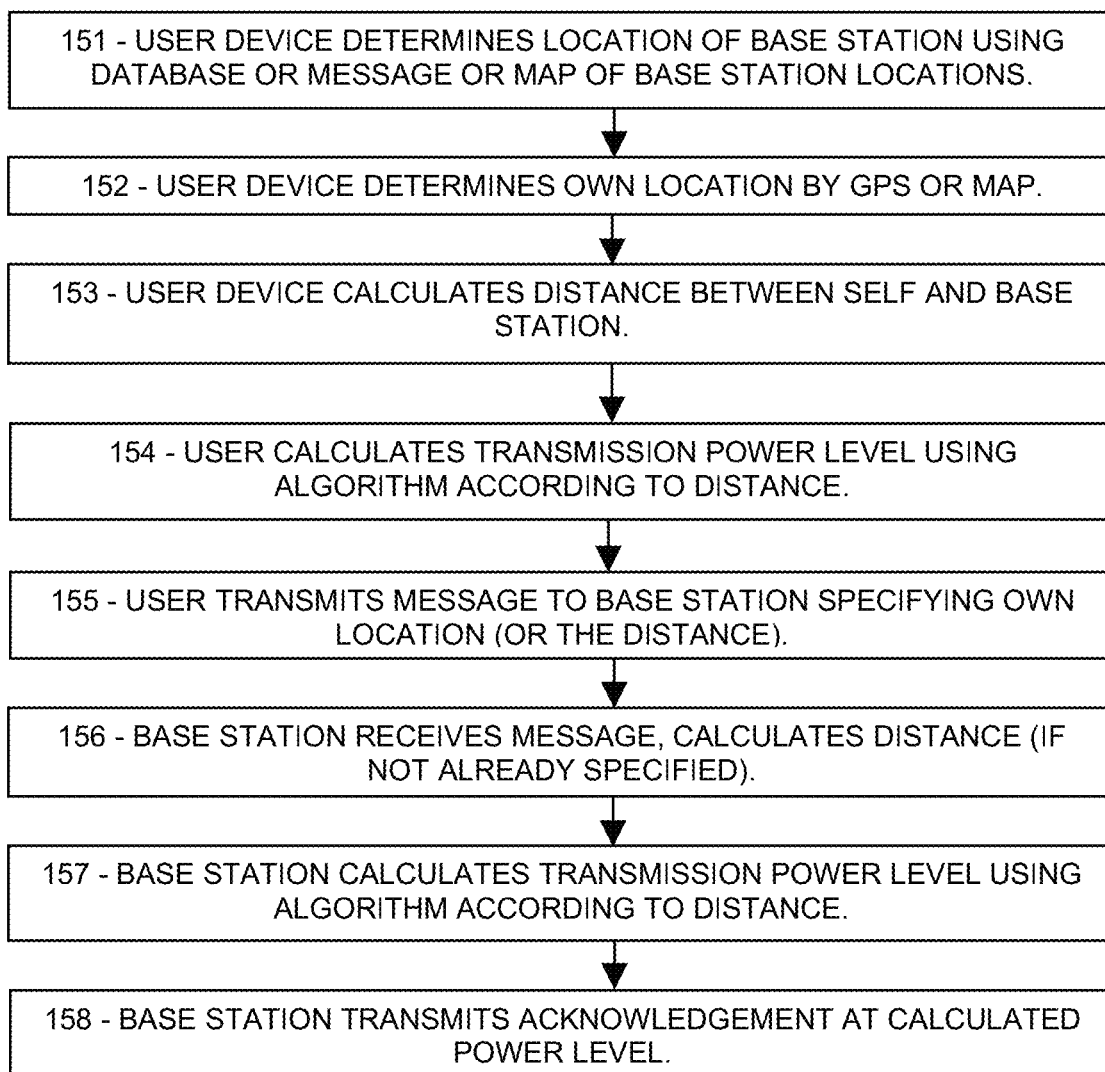 151 - USER DEVICE DETERMINES LOCATION OF BASE STATION USING
DATABASE OR MESSAGE OR MAP OF BASE STATION LOCATIONS.
152 - USER DEVICE DETERMINES OWN LOCATION BY GPS OR MAP.
153 - USER DEVICE CALCULATES DISTANCE BETWEEN SELF AND BASE
STATION.
154 - USER CALCULATES TRANSMISSION POWER LEVEL USING
ALGORITHM ACCORDING TO DISTANCE.
155 - USER TRANSMITS MESSAGE TO BASE STATION SPECIFYING OWN
LOCATION (OR THE DISTANCE).
156 - BASE STATION RECEIVES MESSAGE, CALCULATES DISTANCE (IF
NOT ALREADY SPECIFIED).
157 - BASE STATION CALCULATES TRANSMISSION POWER LEVEL USING
ALGORITHM ACCORDING TO DISTANCE.
158 - BASE STATION TRANSMITS ACKNOWLEDGEMENT AT CALCULATED
POWER LEVEL.